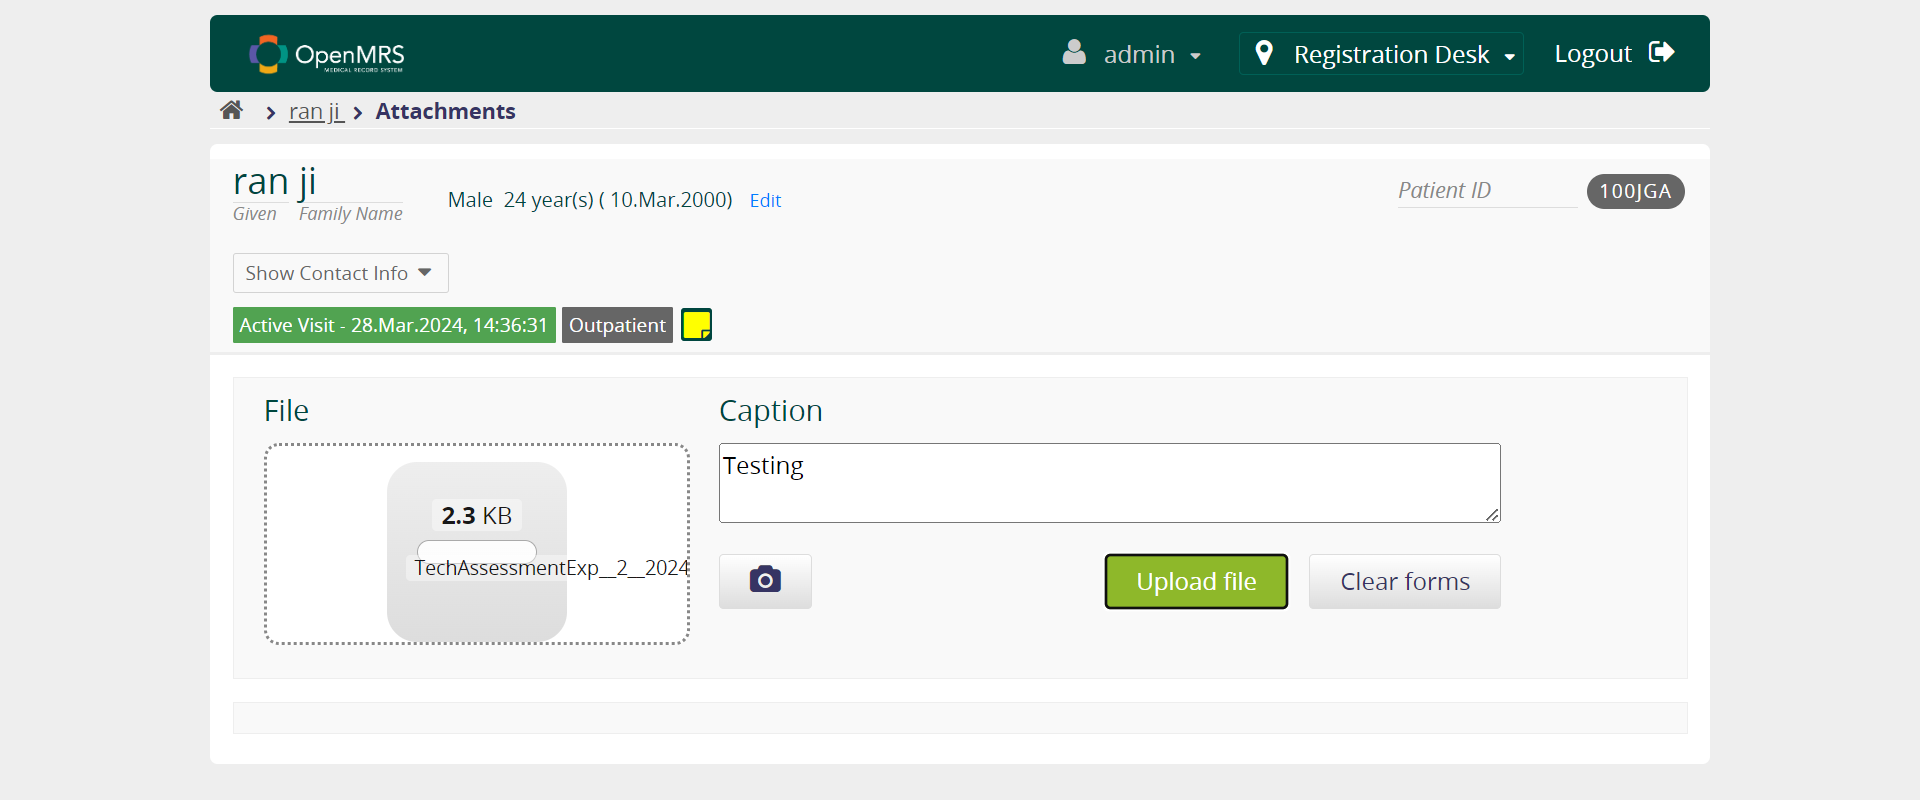 OpenMRS
MEDICAL RECORD SYSTEM
admin
Registration Desk
Logout
ran ji
Attachments
ran ji
Given
Family Name
Male 24 year(s) ( 10.Mar.2000)
Edit
Patient ID
100JGA
Show Contact Info
Active Visit - 28.Mar.2024, 14:36:31
Outpatient
File
2.3 KB
TechAssessmentExp__2__2024
Caption
Testing
Upload file
Clear forms